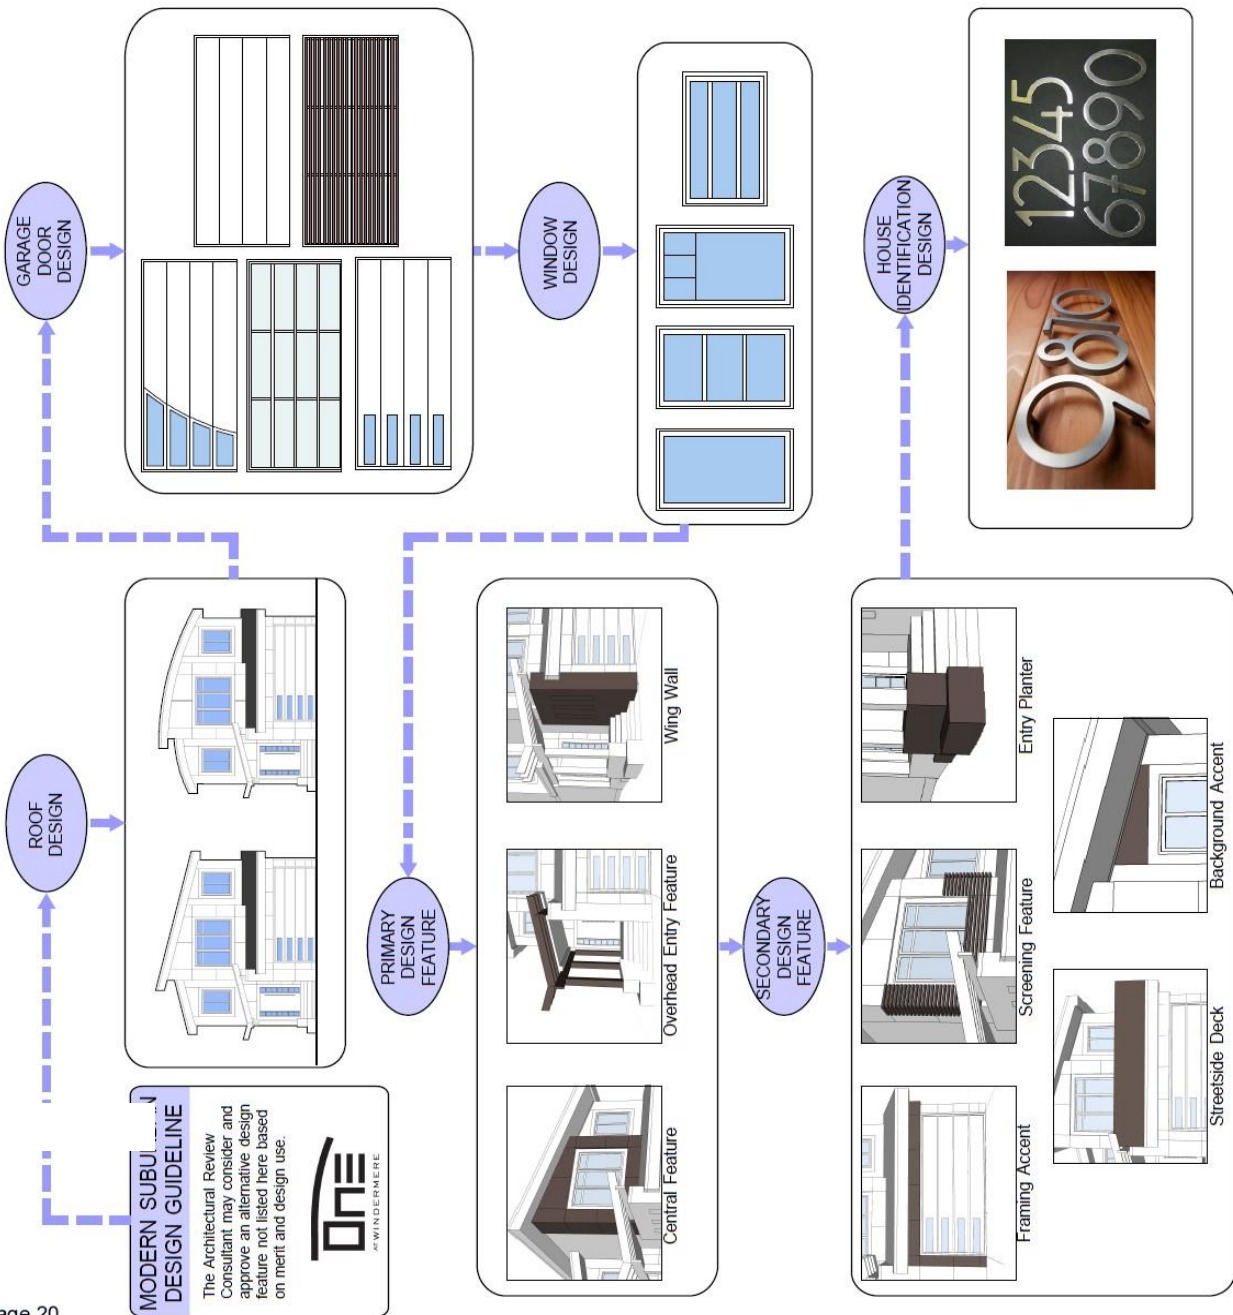 MODERN SUBURBAN
DESIGN GUIDELINE
The Architectural Review
Consultant may consider and
approve an alternative design
feature not listed here based
on merit and design use.
ONE
AT WINDERMERE
ROOF
DESIGN
GARAGE
DOOR
DESIGN
WINDOW
DESIGN
PRIMARY
DESIGN
FEATURE
Central Feature
Overhead Entry Feature
Wing Wall
SECONDARY
DESIGN
FEATURE
Framing Accent
Screening Feature
Entry Planter
Streetside Deck
Background Accent
HOUSE
IDENTIFICATION
DESIGN
9810
12345
67890
age 20